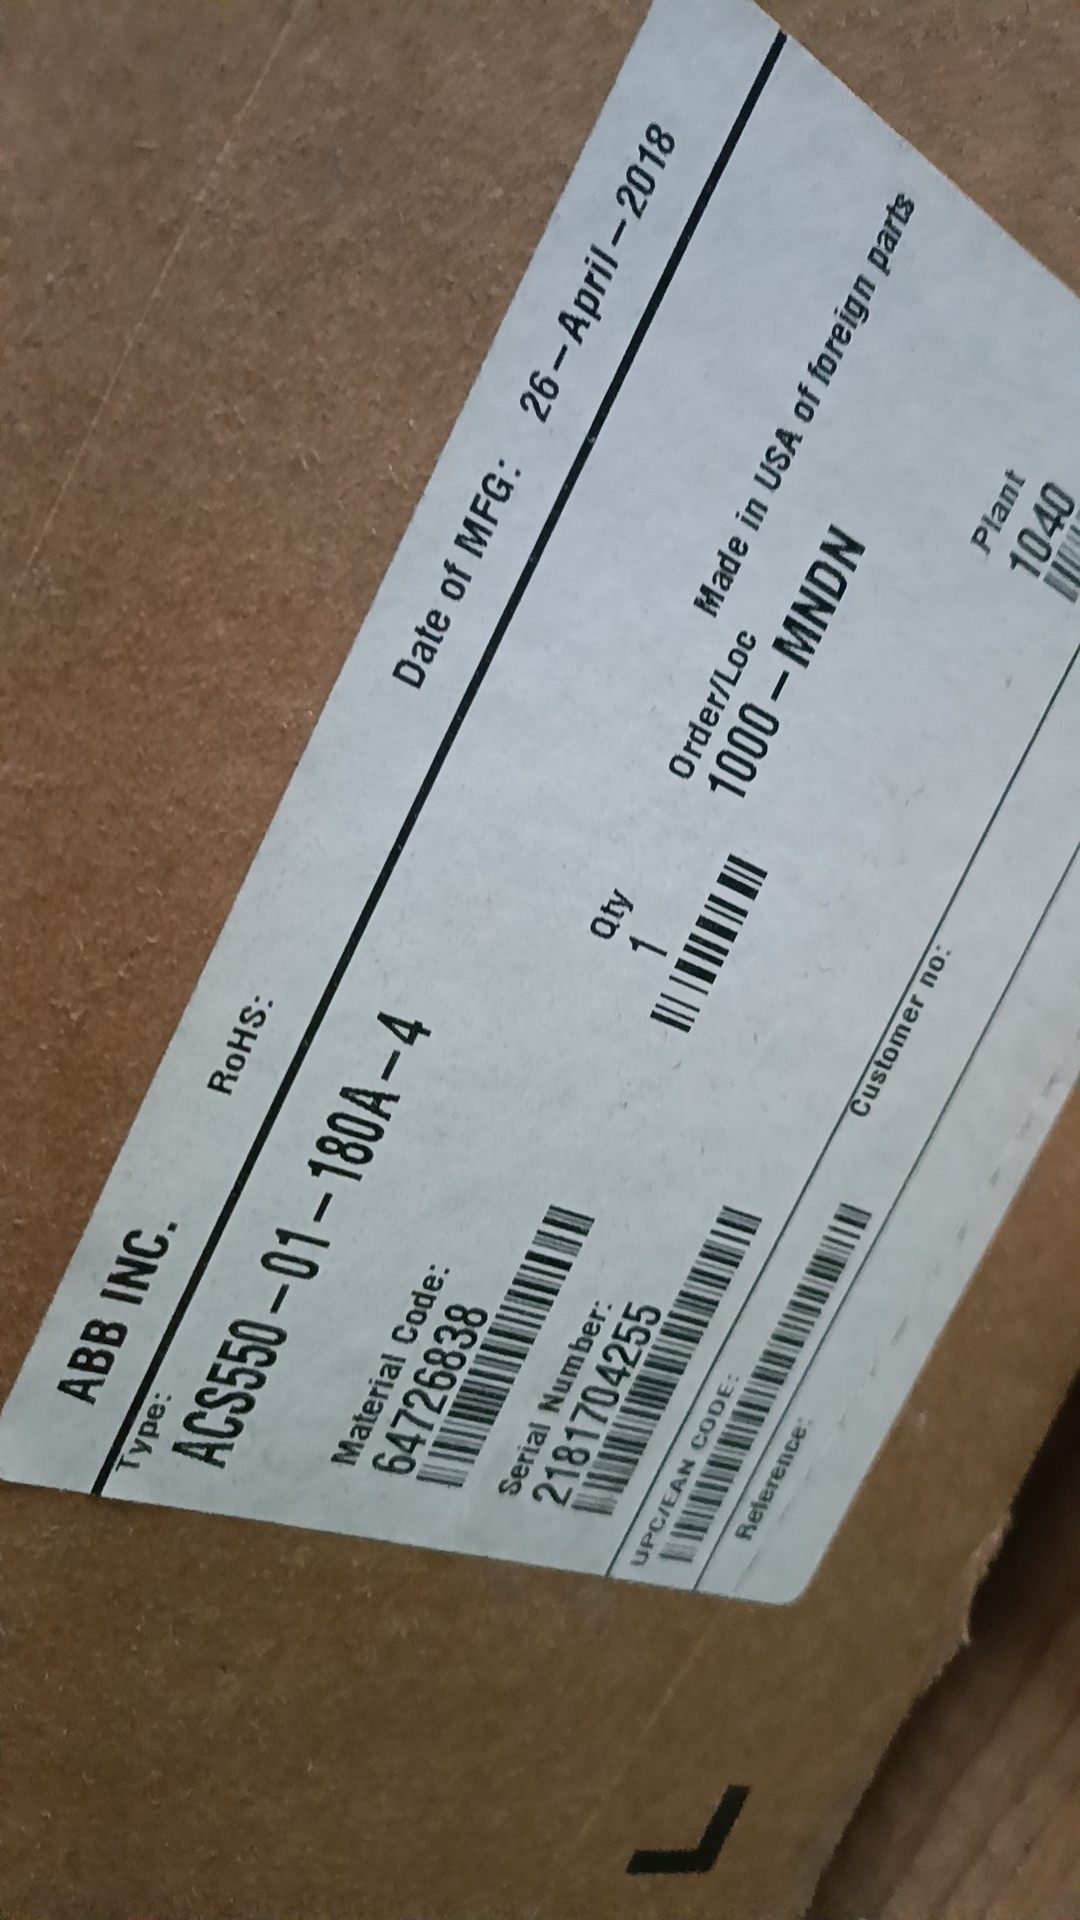 ABB INC.
RoHS:
Date of MFG: 26-April-2018
Type:
ACS550-01-180A-4
Made in USA of foreign parts
Material Code:
64726838
Qty
1
Order/Loc
1000-MNDN
Serial Number:
2181704255
Plant
1040
UPC/EAN CODE:
Customer no:
Reference: